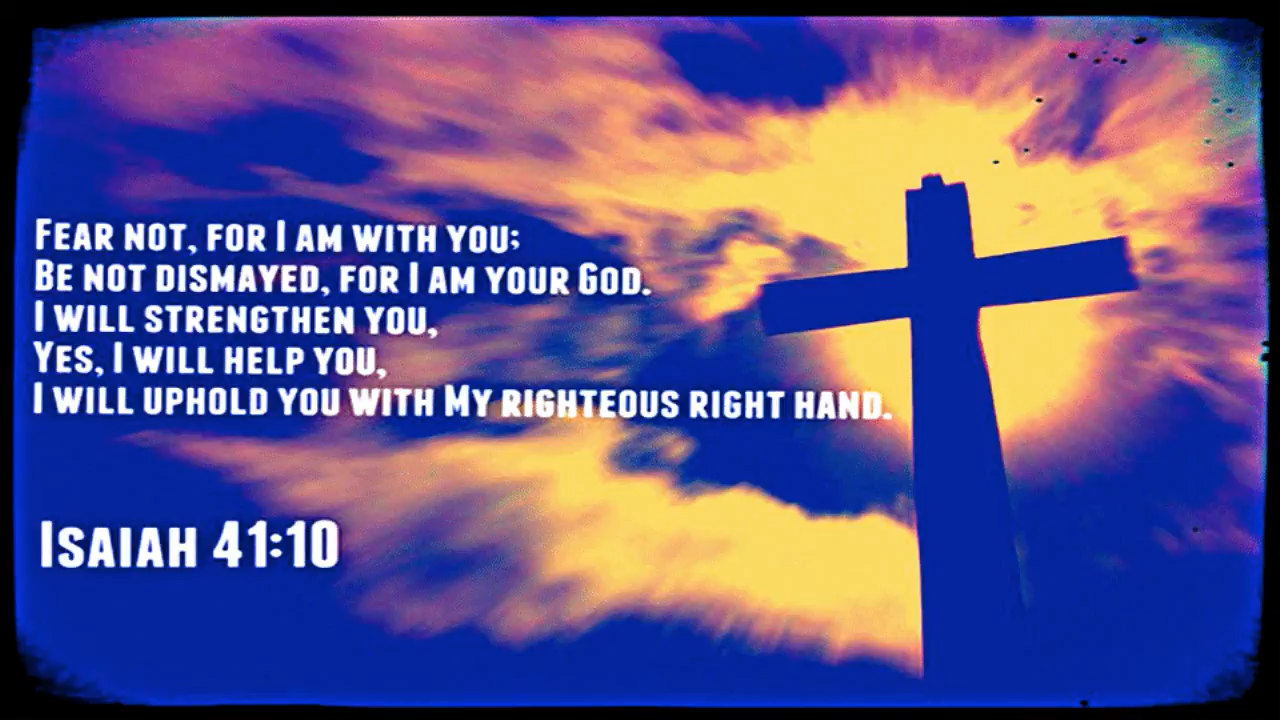 Fear not, for I am with you;
Be not dismayed, for I am your God.
I will strengthen you,
Yes, I will help you,
I will uphold you with My righteous right hand.
Isaiah 41:10